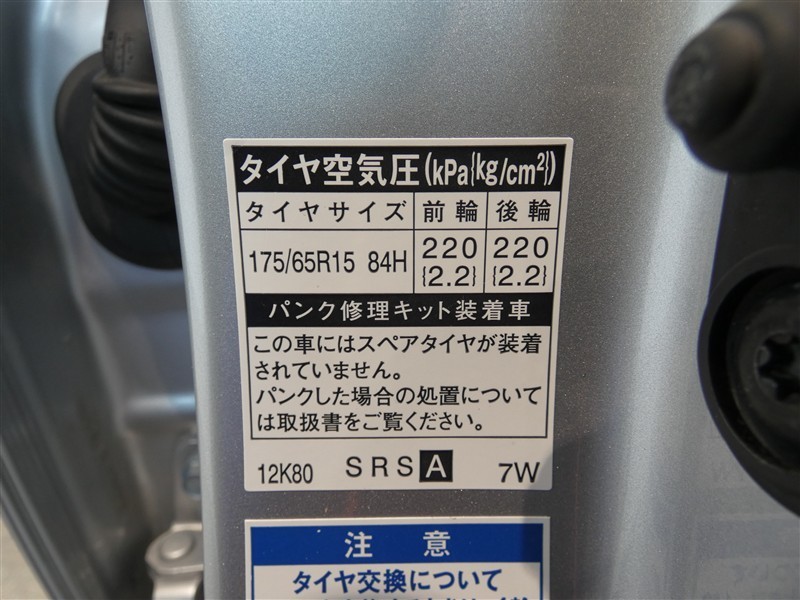 タイヤ空気圧(kPa{kg/cm²})
タイヤサイズ 前輪 後輪
175/65R15 84H 220 220
{2.2} {2.2}
パンク修理キット装着車
この車にはスペアタイヤが装着
されていません。
パンクした場合の処置について
は取扱書をご覧ください。
12K80 SRS A 7W
注意
タイヤ交換について